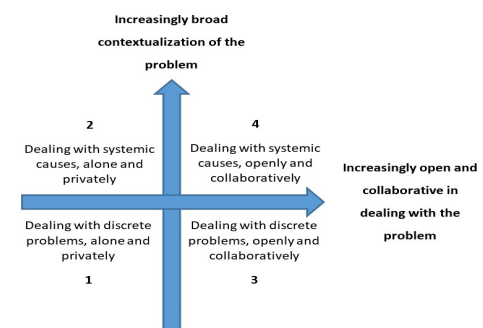 Increasingly broad
contextualization of the
problem
2
Dealing with systemic
causes, alone and
privately
4
Dealing with systemic
causes, openly and
collaboratively
Increasingly open and
collaborative in
dealing with the
problem
Dealing with discrete
problems, alone and
privately
1
Dealing with discrete
problems, openly and
collaboratively
3